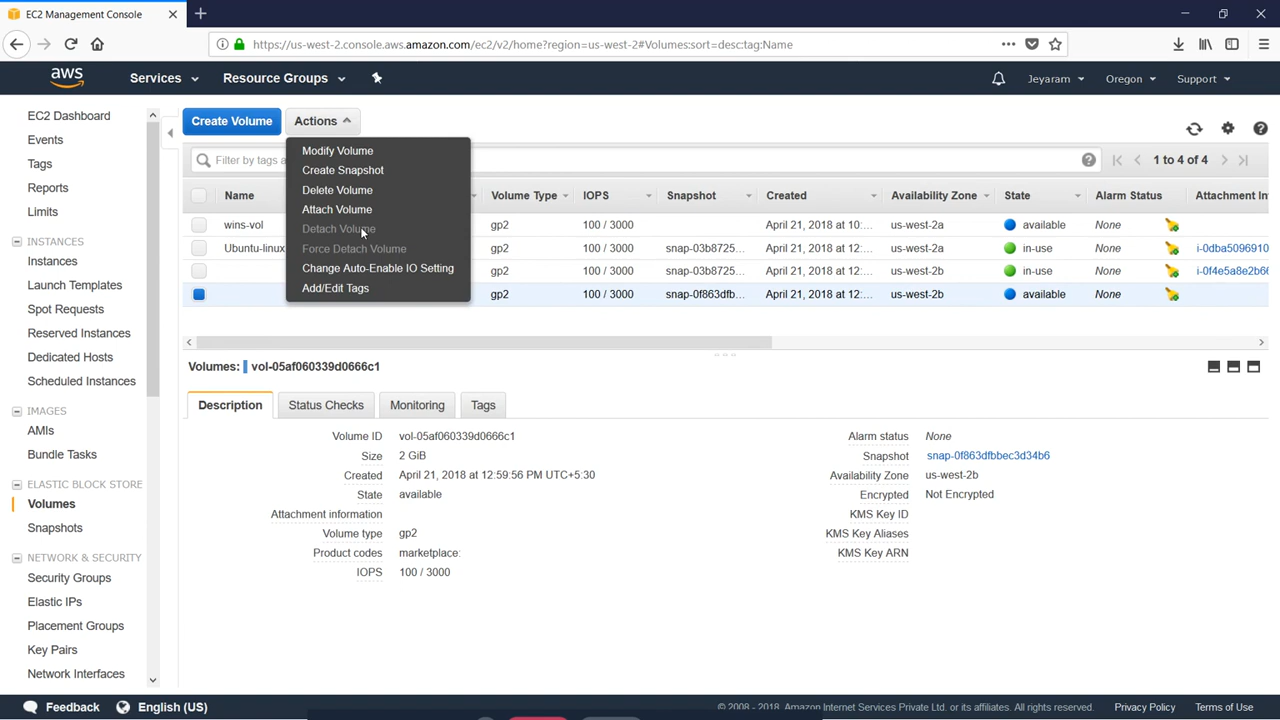 EC2 Management Console
https://us-west-2.console.aws.amazon.com/ec2/v2/home?region=us-west-2#Volumes:sort=desc:tag:Name
aws Services Resource Groups Jeyaram Oregon Support
EC2 Dashboard
Events
Tags
Reports
Limits
INSTANCES
Instances
Launch Templates
Spot Requests
Reserved Instances
Dedicated Hosts
Scheduled Instances
IMAGES
AMIs
Bundle Tasks
ELASTIC BLOCK STORE
Volumes
Snapshots
NETWORK & SECURITY
Security Groups
Elastic IPs
Placement Groups
Key Pairs
Network Interfaces
Create Volume Actions
Modify Volume
Create Snapshot
Delete Volume
Attach Volume
Detach Volume
Force Detach Volume
Change Auto-Enable IO Setting
Add/Edit Tags
Filter by tags a 1 to 4 of 4
Name Volume Type IOPS Snapshot Created Availability Zone State Alarm Status Attachment In
wins-vol gp2 100 / 3000 April 21, 2018 at 10:... us-west-2a available None
Ubuntu-linux gp2 100 / 3000 snap-03b8725... April 21, 2018 at 12:... us-west-2a in-use None i-0dba5096910
gp2 100 / 3000 snap-03b8725... April 21, 2018 at 12:... us-west-2b in-use None i-0f4e5a8e2b66
gp2 100 / 3000 snap-0f863dfb... April 21, 2018 at 12:... us-west-2b available None
Volumes: vol-05af060339d0666c1
Description Status Checks Monitoring Tags
Volume ID vol-05af060339d0666c1 Alarm status None
Size 2 GiB Snapshot snap-0f863dfbbec3d34b6
Created April 21, 2018 at 12:59:56 PM UTC+5:30 Availability Zone us-west-2b
State available Encrypted Not Encrypted
Attachment information KMS Key ID
Volume type gp2 KMS Key Aliases
Product codes marketplace: KMS Key ARN
IOPS 100 / 3000
Feedback English (US) © 2008 - 2018, Amazon Internet Services Private Ltd. or its affiliates. All rights reserved. Privacy Policy Terms of Use